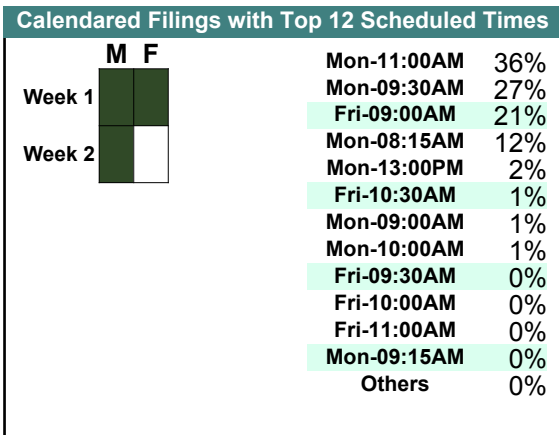 Calendared Filings with Top 12 Scheduled Times
M F
Week 1
Week 2
Mon-11:00AM 36%
Mon-09:30AM 27%
Fri-09:00AM 21%
Mon-08:15AM 12%
Mon-13:00PM 2%
Fri-10:30AM 1%
Mon-09:00AM 1%
Mon-10:00AM 1%
Fri-09:30AM 0%
Fri-10:00AM 0%
Fri-11:00AM 0%
Mon-09:15AM 0%
Others 0%